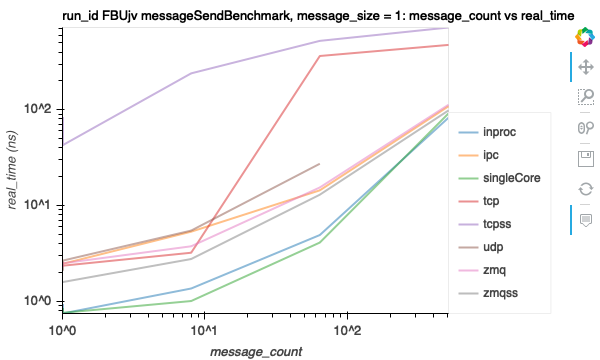 run_id FBUjv messageSendBenchmark, message_size = 1: message_count vs real_time
real_time (ns)
10^2
10^1
10^0
10^0
10^1
10^2
message_count
inproc
ipc
singleCore
tcp
tcpss
udp
zmq
zmqss